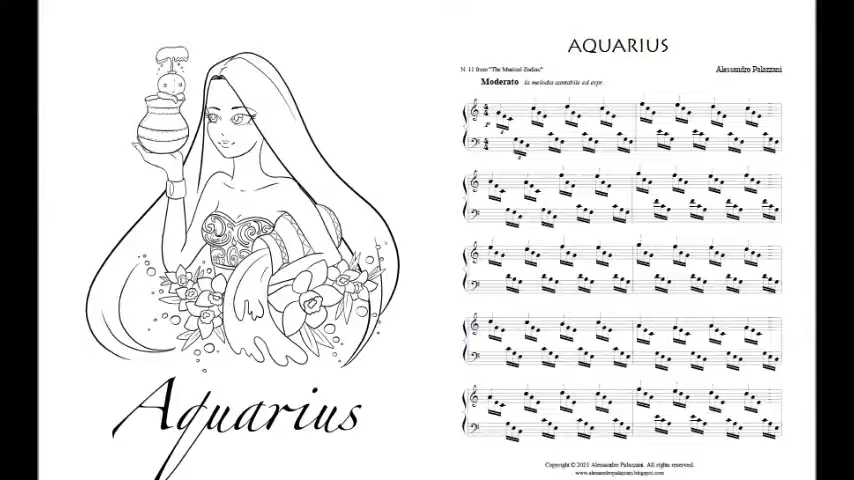 Aquarius
AQUARIUS
N. 11 from "The Musical Zodiac"
Alessandro Palazzani
Moderato la melodia cantabile ed espr.
Copyright © 2021 Alessandro Palazzani. All rights reserved.
www.alessandropalazzani.blogspot.com